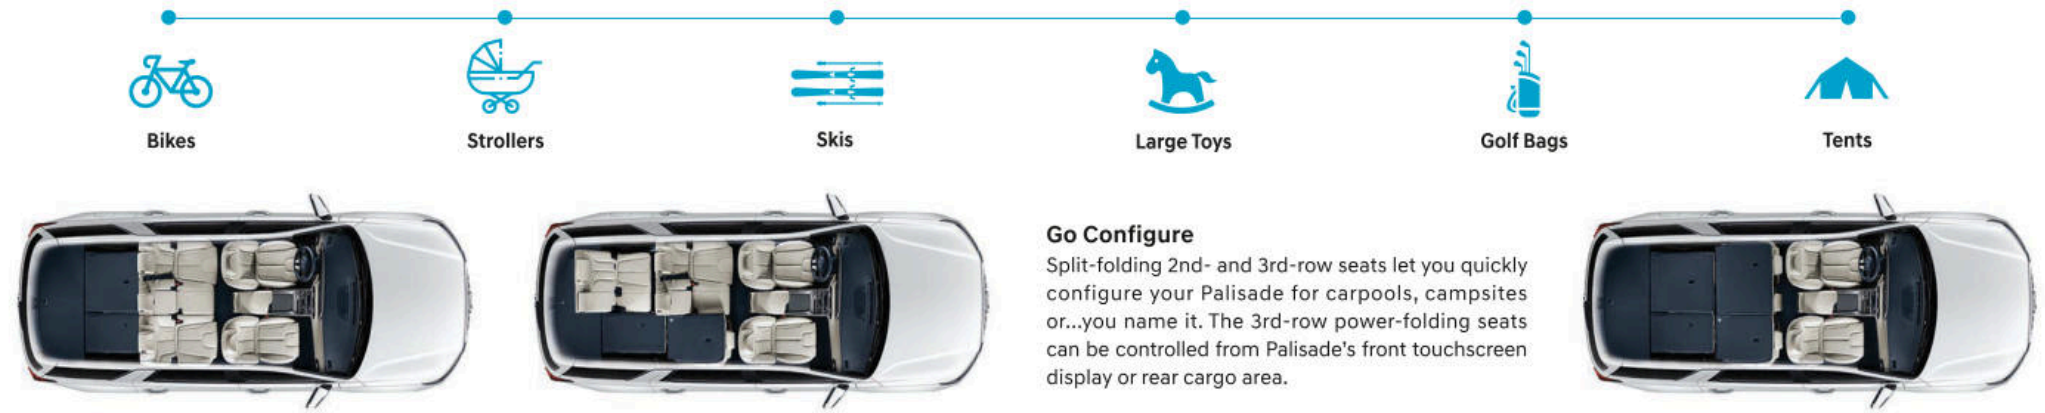 Bikes
Strollers
Skis
Large Toys
Golf Bags
Tents
Go Configure
Split-folding 2nd- and 3rd-row seats let you quickly
configure your Palisade for carpools, campsites
or...you name it. The 3rd-row power-folding seats
can be controlled from Palisade’s front touchscreen
display or rear cargo area.